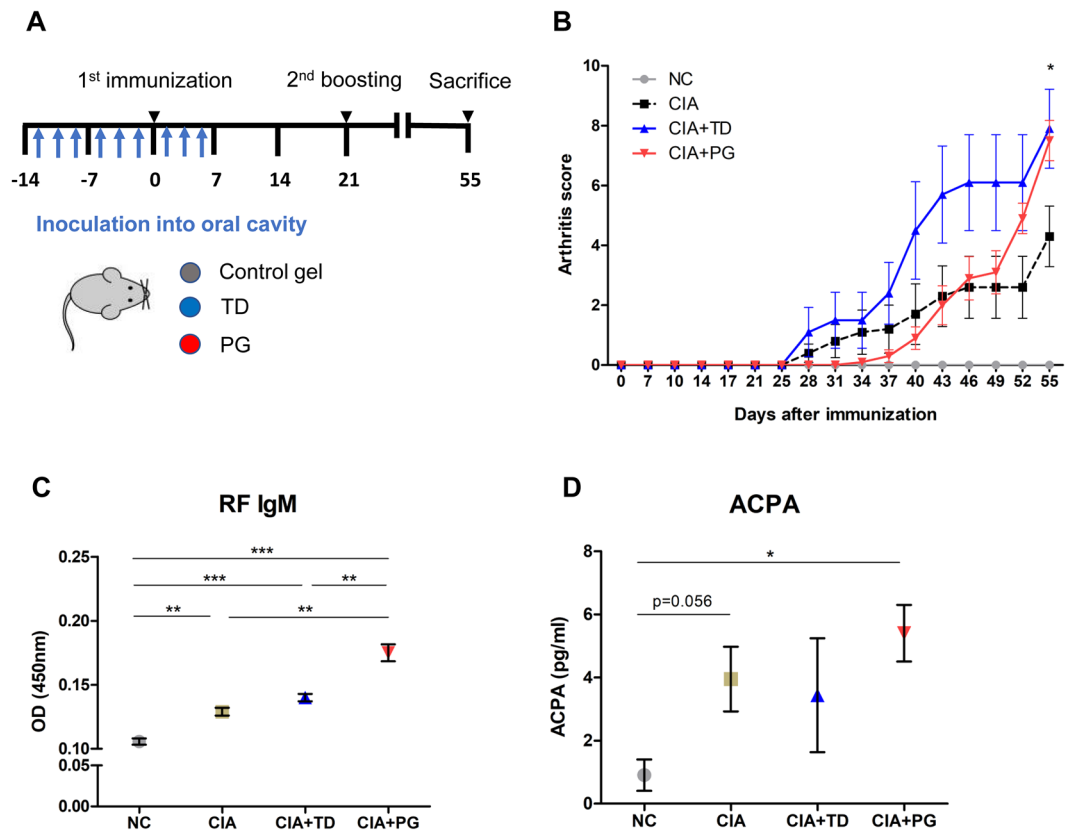 A
1st immunization
2nd boosting
Sacrifice
-14
-7
0
7
14
21
55
Inoculation into oral cavity
Control gel
TD
PG
B
NC
CIA
CIA+TD
CIA+PG
*
Arthritis score
10
8
6
4
2
0
0 7 10 14 17 21 25 28 31 34 37 40 43 46 49 52 55
Days after immunization
C
RF IgM
***
*** **
** **
OD (450nm)
0.25
0.20
0.15
0.10
0.05
0.00
NC CIA CIA+TD CIA+PG
D
ACPA
*
p=0.056
ACPA (pg/ml)
8
6
4
2
0
NC CIA CIA+TD CIA+PG